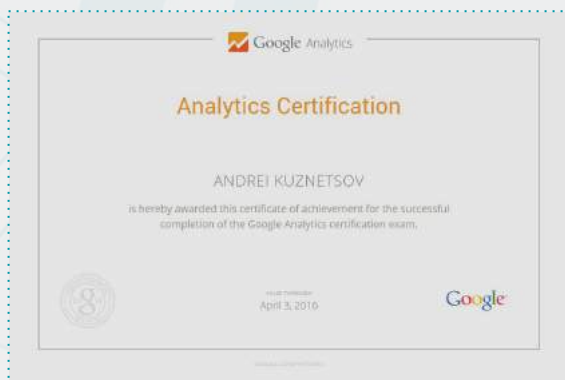 Google Analytics
Analytics Certification
ANDREI KUZNETSOV
is hereby awarded this certificate of achievement for the successful
completion of the Google Analytics certification exam.
April 3, 2016
Google